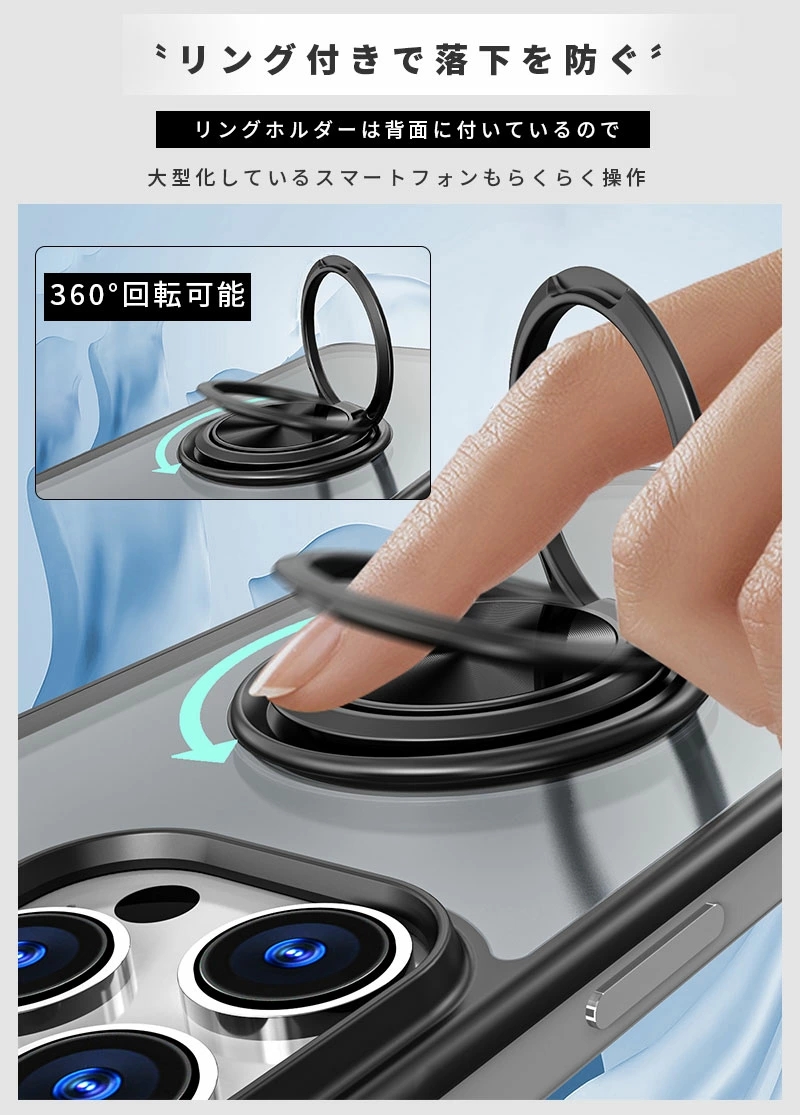 〝リング付きで落下を防ぐ〞
リングホルダーは背面に付いているので
大型化しているスマートフォンもらくらく操作
360°回転可能